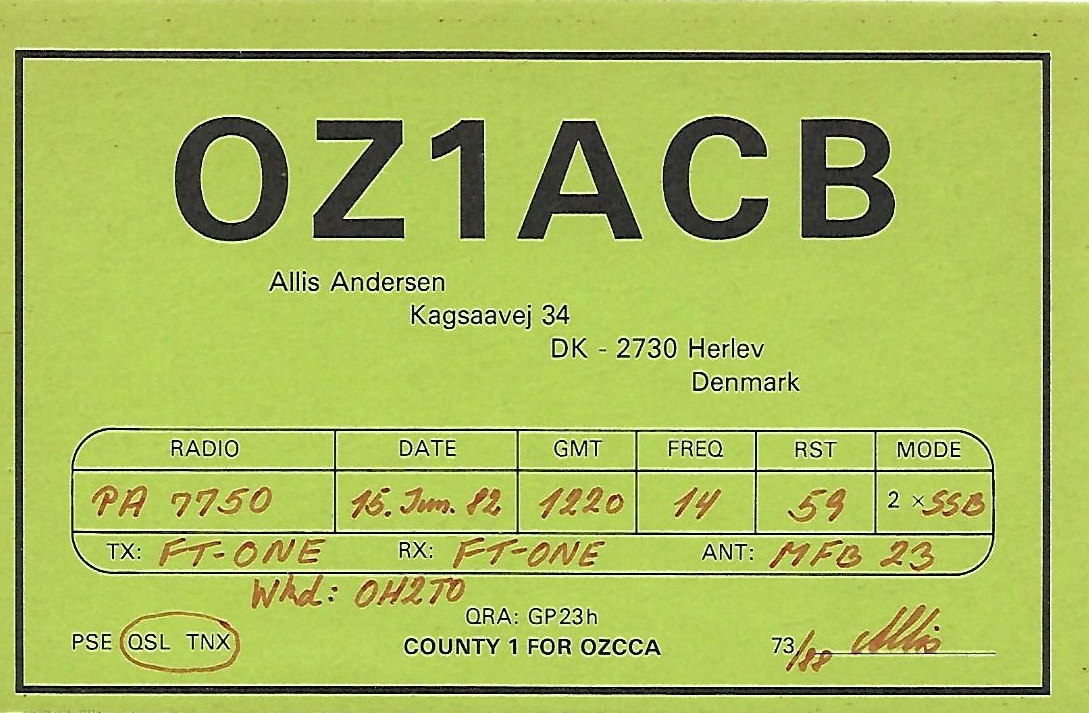 OZ1ACB
Allis Andersen
Kagsaavej 34
DK - 2730 Herlev
Denmark
RADIO DATE GMT FREQ RST MODE
PA 7750 15. Jun. 82 1220 14 59 2 x SSB
TX: FT-ONE RX: FT-ONE ANT: MFB 23
Wkd: OH2TO
QRA: GP23h
PSE QSL TNX COUNTY 1 FOR OZCCA 73/88 Allis